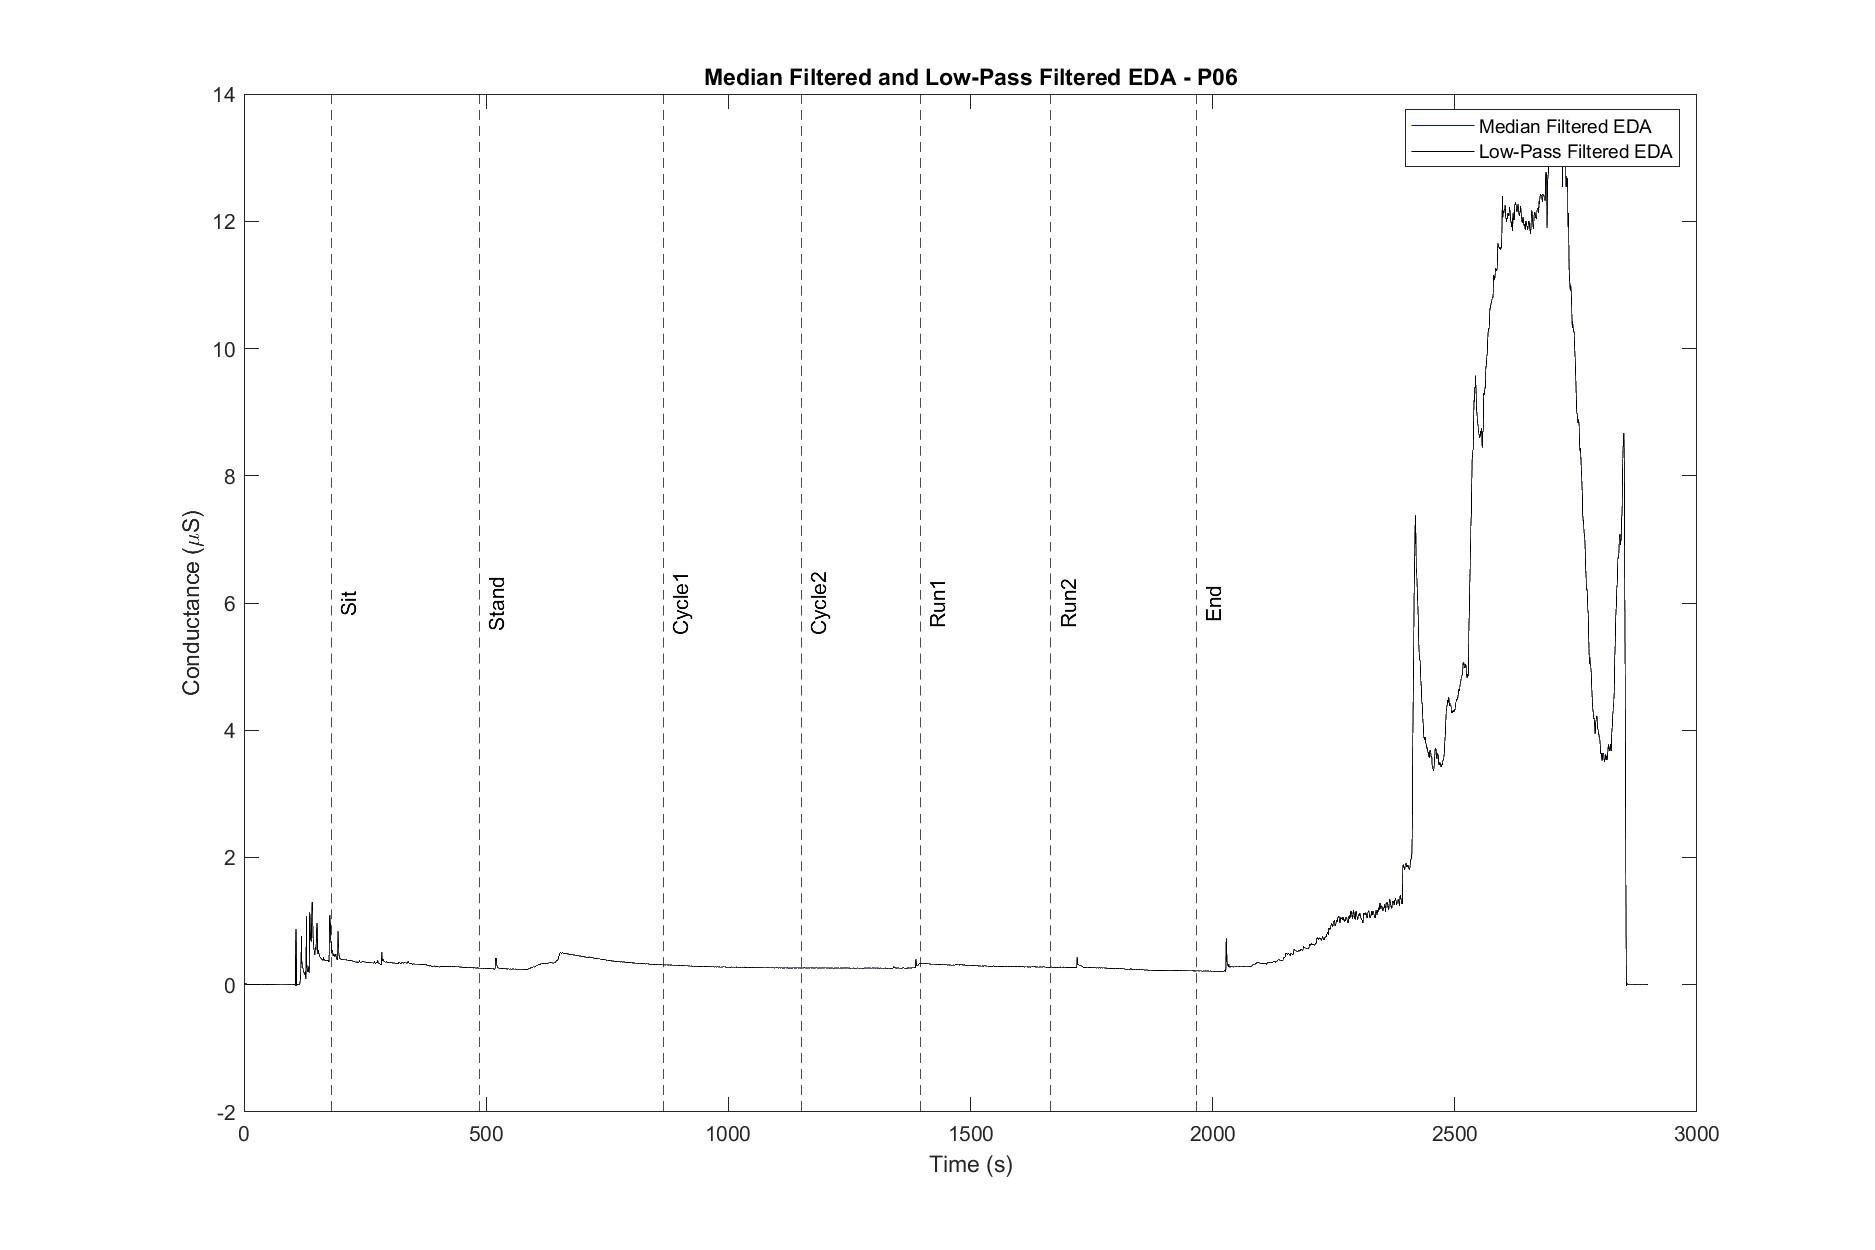 Median Filtered and Low-Pass Filtered EDA - P06
Median Filtered EDA
Low-Pass Filtered EDA
14
12
10
8
6
4
2
0
-2
Conductance (μS)
Sit
Stand
Cycle1
Cycle2
Run1
Run2
End
0
500
1000
1500
2000
2500
3000
Time (s)